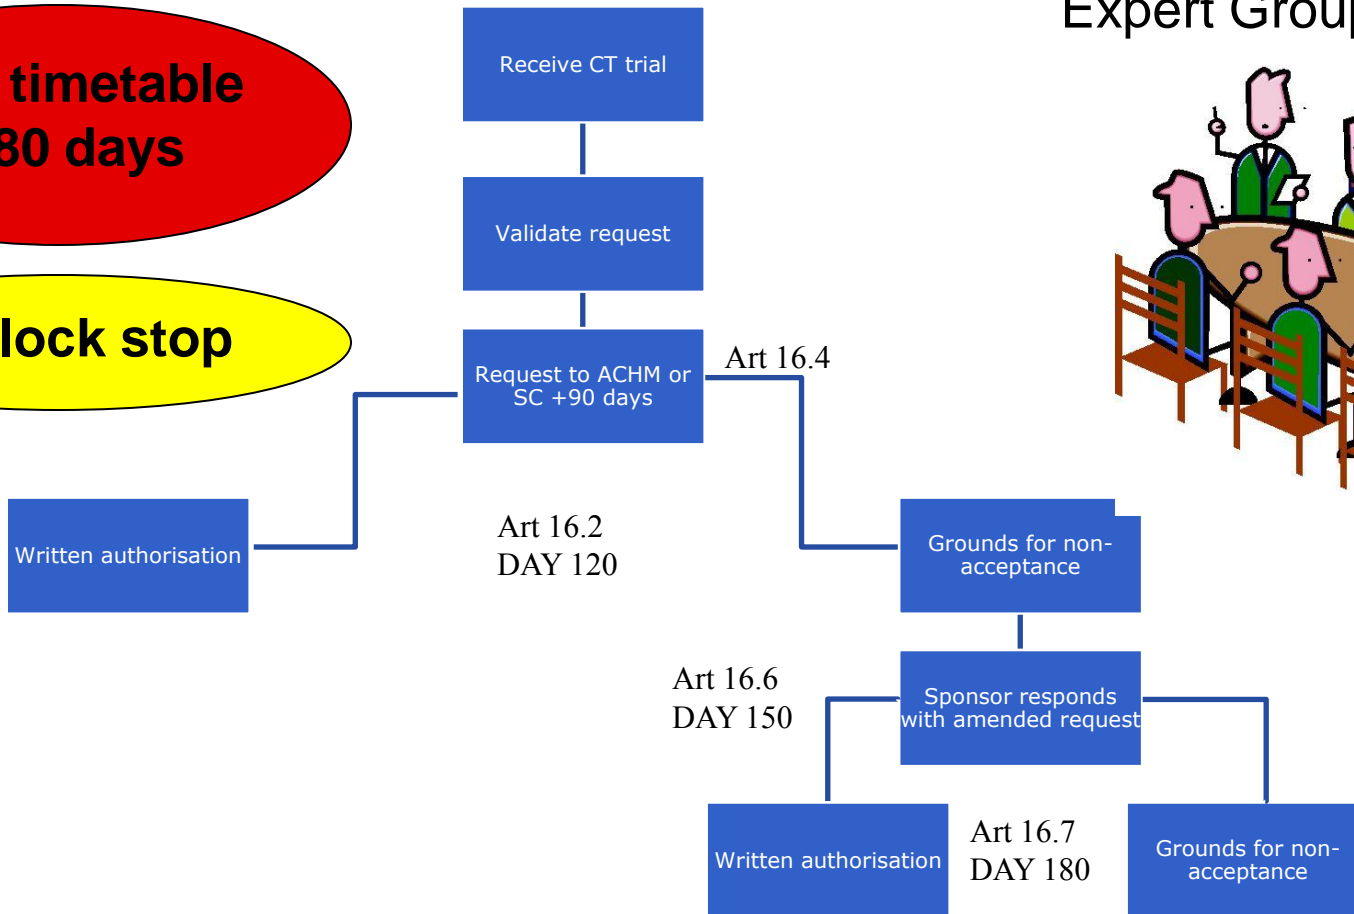 Expert Group
timetable
80 days
lock stop
Receive CT trial
Validate request
Request to ACHM or
SC +90 days
Art 16.4
Written authorisation
Art 16.2
DAY 120
Grounds for non-
acceptance
Art 16.6
DAY 150
Sponsor responds
with amended request
Written authorisation
Art 16.7
DAY 180
Grounds for non-
acceptance